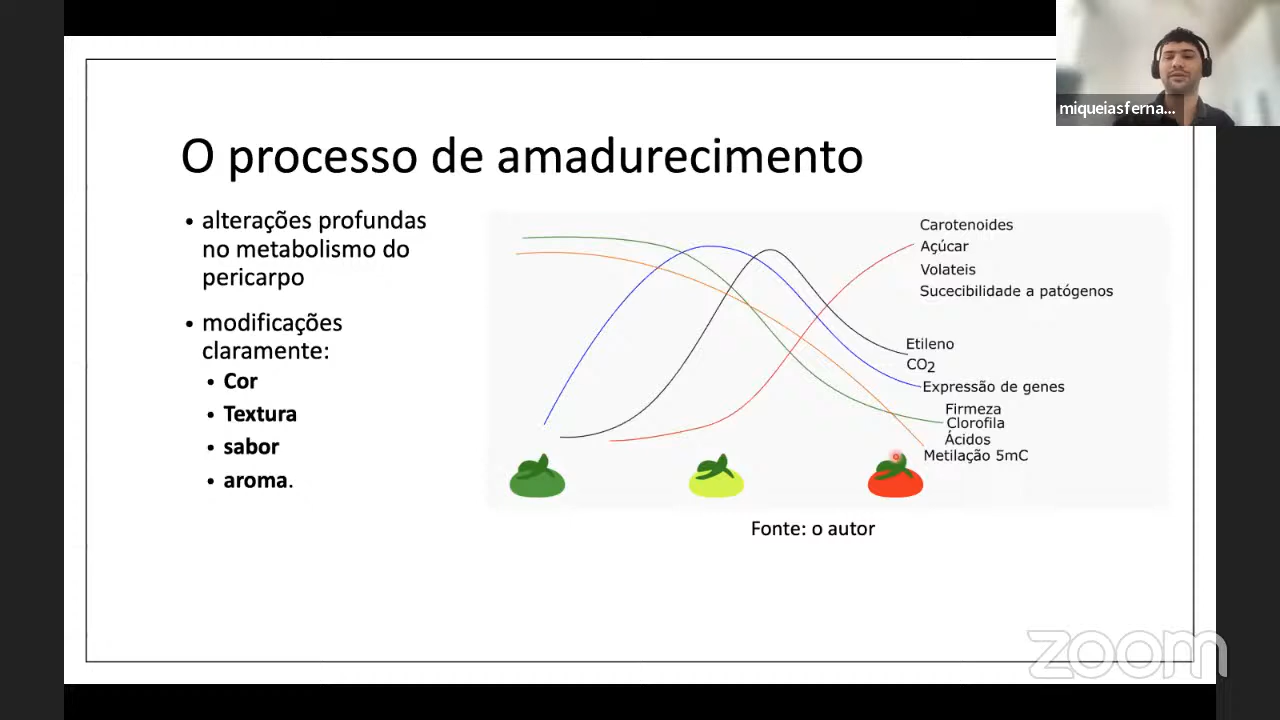 miqueiasferna...
O processo de amadurecimento
• alterações profundas
no metabolismo do
pericarpo
• modificações
claramente:
• Cor
• Textura
• sabor
• aroma.
Carotenoides
Açúcar
Volateis
Sucecibilidade a patógenos
Etileno
CO2
Expressão de genes
Firmeza
Clorofila
Ácidos
Metilação 5mC
Fonte: o autor
zoom